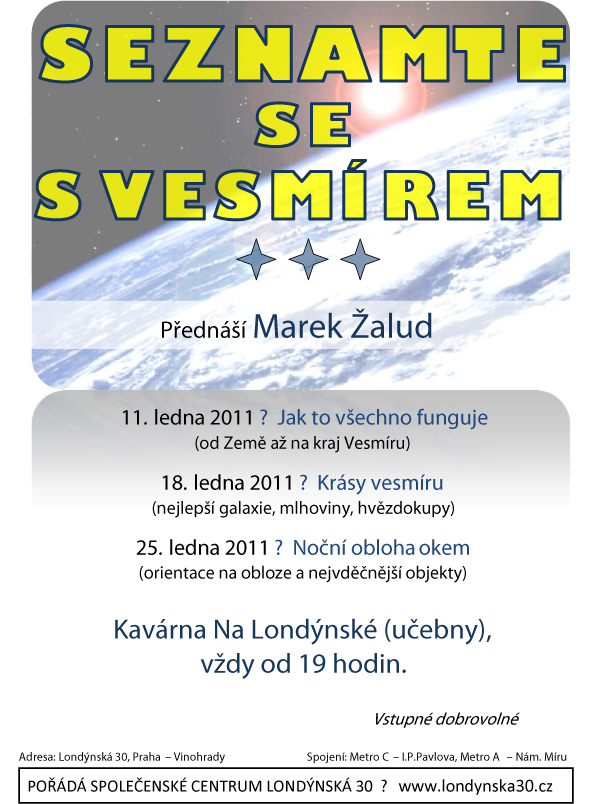 SEZNAMTE
SE
S VESMÍREM
Přednáší Marek Žalud
11. ledna 2011 ? Jak to všechno funguje
(od Země až na kraj Vesmíru)
18. ledna 2011 ? Krásy vesmíru
(nejlepší galaxie, mlhoviny, hvězdokupy)
25. ledna 2011 ? Noční obloha okem
(orientace na obloze a nejvděčnější objekty)
Kavárna Na Londýnské (učebny),
vždy od 19 hodin.
Vstupné dobrovolné
Adresa: Londýnská 30, Praha – Vinohrady Spojení: Metro C – I.P.Pavlova, Metro A – Nám. Míru
POŘÁDÁ SPOLEČENSKÉ CENTRUM LONDÝNSKÁ 30 ? www.londynska30.cz